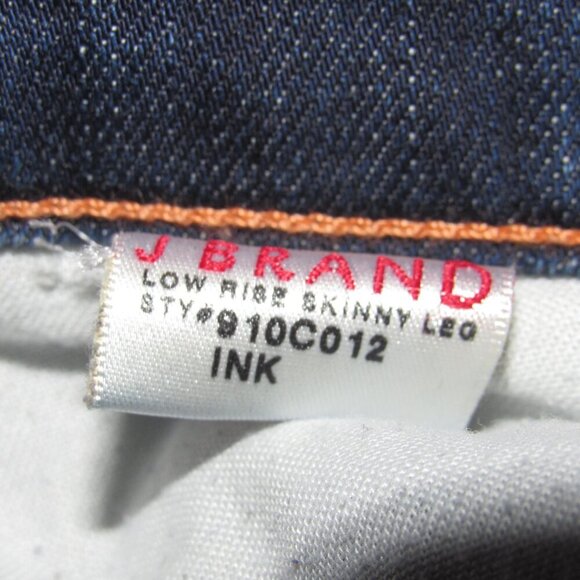 J BRAND
LOW RISE SKINNY LEG
STY#910C012
INK